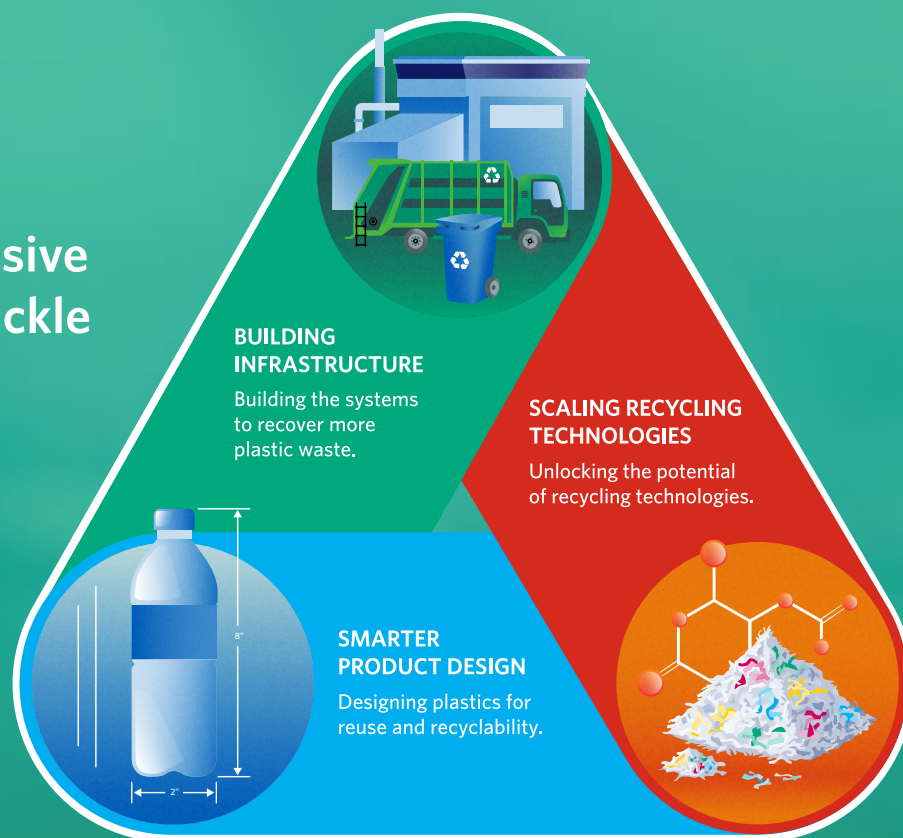 sive
ckle
BUILDING
INFRASTRUCTURE
Building the systems
to recover more
plastic waste.
SCALING RECYCLING
TECHNOLOGIES
Unlocking the potential
of recycling technologies.
8"
2"
SMARTER
PRODUCT DESIGN
Designing plastics for
reuse and recyclability.